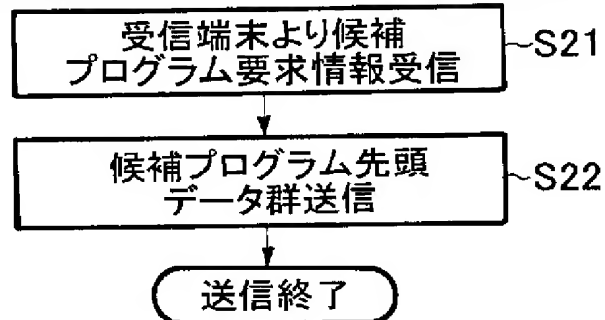 受信端末より候補
プログラム要求情報受信
~S21
候補プログラム先頭
データ群送信
~S22
送信終了